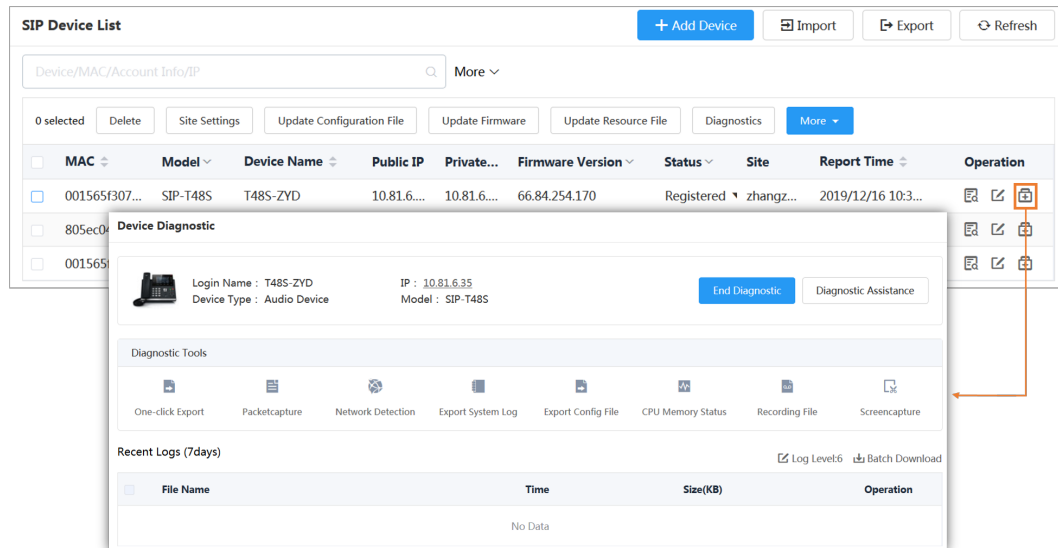 SIP Device List
+ Add Device
Import
Export
Refresh
Device/MAC/Account Info/IP
More
0 selected
Delete
Site Settings
Update Configuration File
Update Firmware
Update Resource File
Diagnostics
More
MAC Model Device Name Public IP Private... Firmware Version Status Site Report Time Operation
001565f307... SIP-T48S T48S-ZYD 10.81.6.... 10.81.6.... 66.84.254.170 Registered zhangz... 2019/12/16 10:3...
805ec04
001565
Device Diagnostic
Login Name : T48S-ZYD IP : 10.81.6.35
Device Type : Audio Device Model : SIP-T48S
End Diagnostic
Diagnostic Assistance
Diagnostic Tools
One-click Export Packetcapture Network Detection Export System Log Export Config File CPU Memory Status Recording File Screencapture
Recent Logs (7days)
Log Level:6 Batch Download
File Name Time Size(KB) Operation
No Data